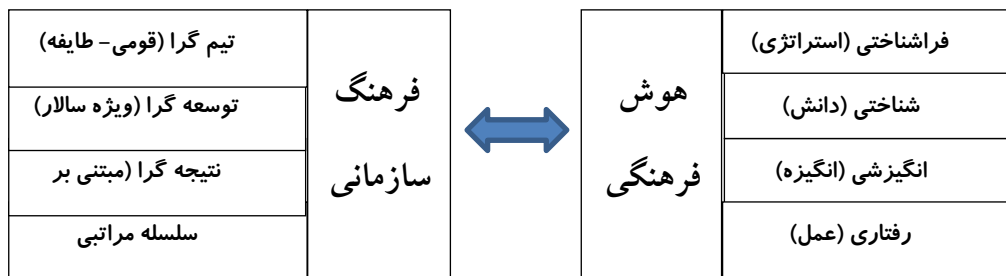 فراشناختی (استراتژی)
شناختی (دانش)
انگیزشی (انگیزه)
رفتاری (عمل)
هوش
فرهنگی
فرهنگ
سازمانی
تیم گرا (قومی- طایفه)
توسعه گرا (ویژه سالار)
نتیجه گرا (مبتنی بر
سلسله مراتبی